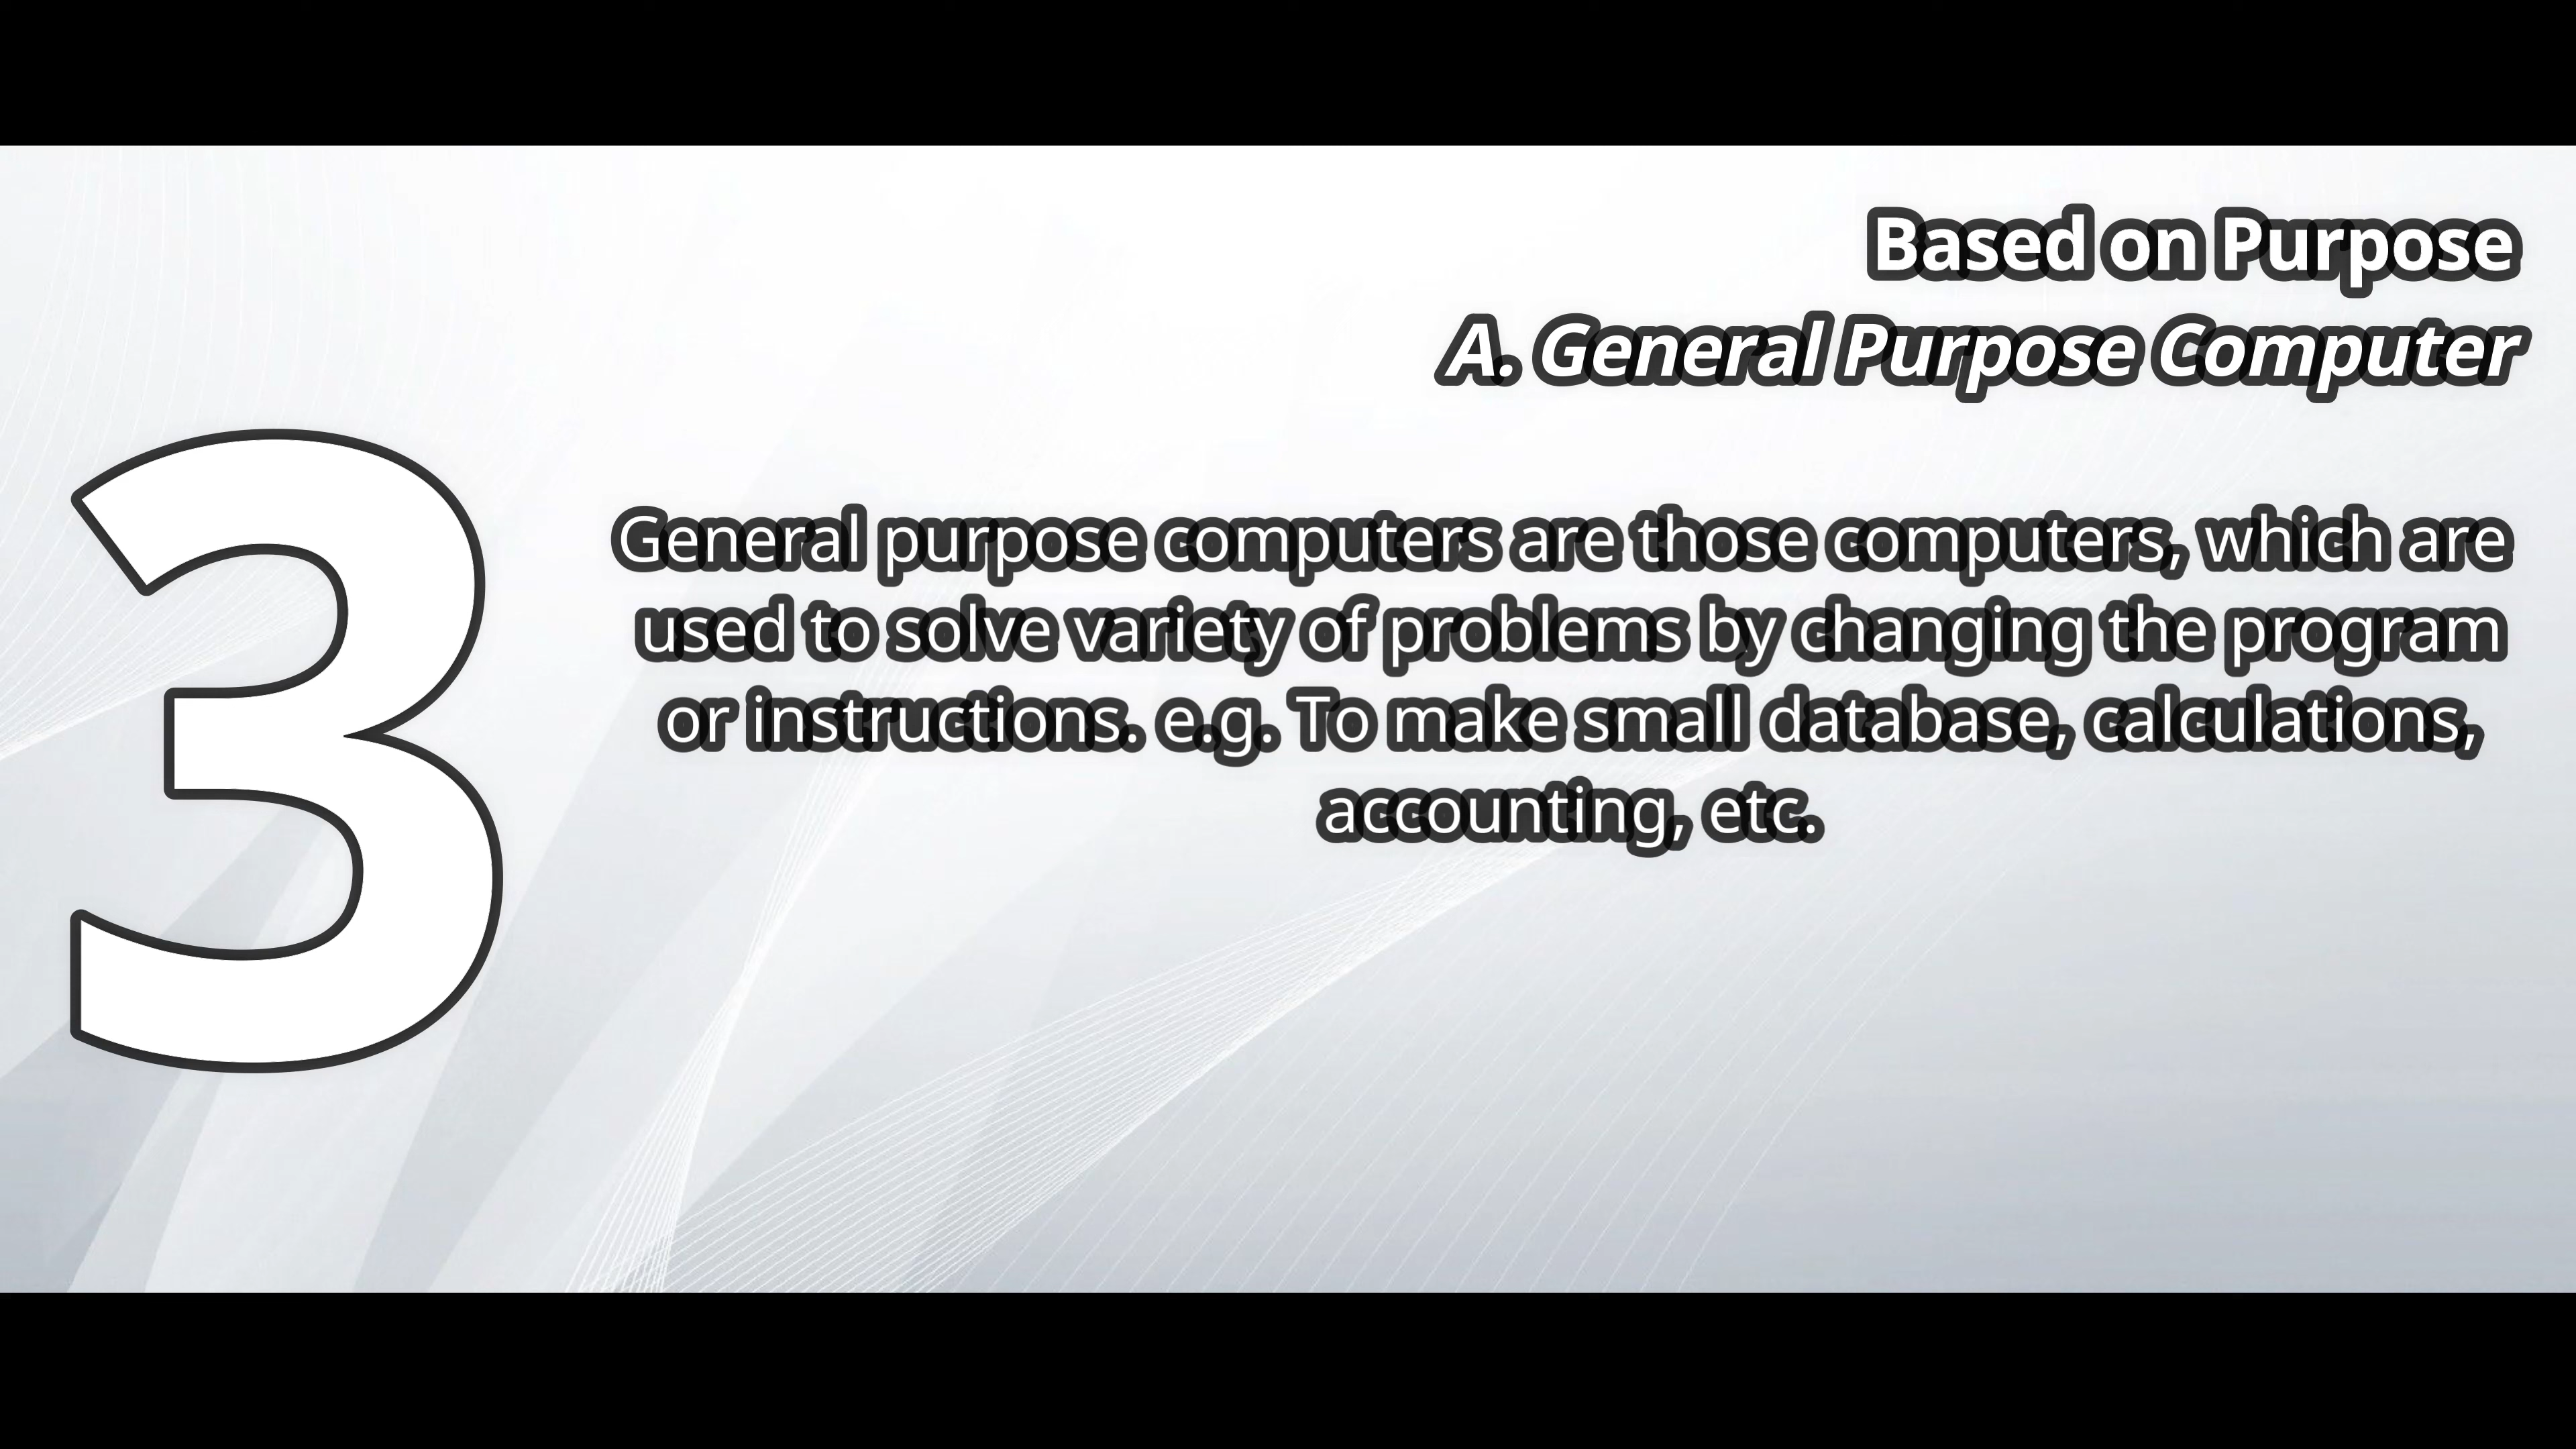 Based on Purpose
A. General Purpose Computer
3
General purpose computers are those computers, which are
used to solve variety of problems by changing the program
or instructions. e.g. To make small database, calculations,
accounting, etc.